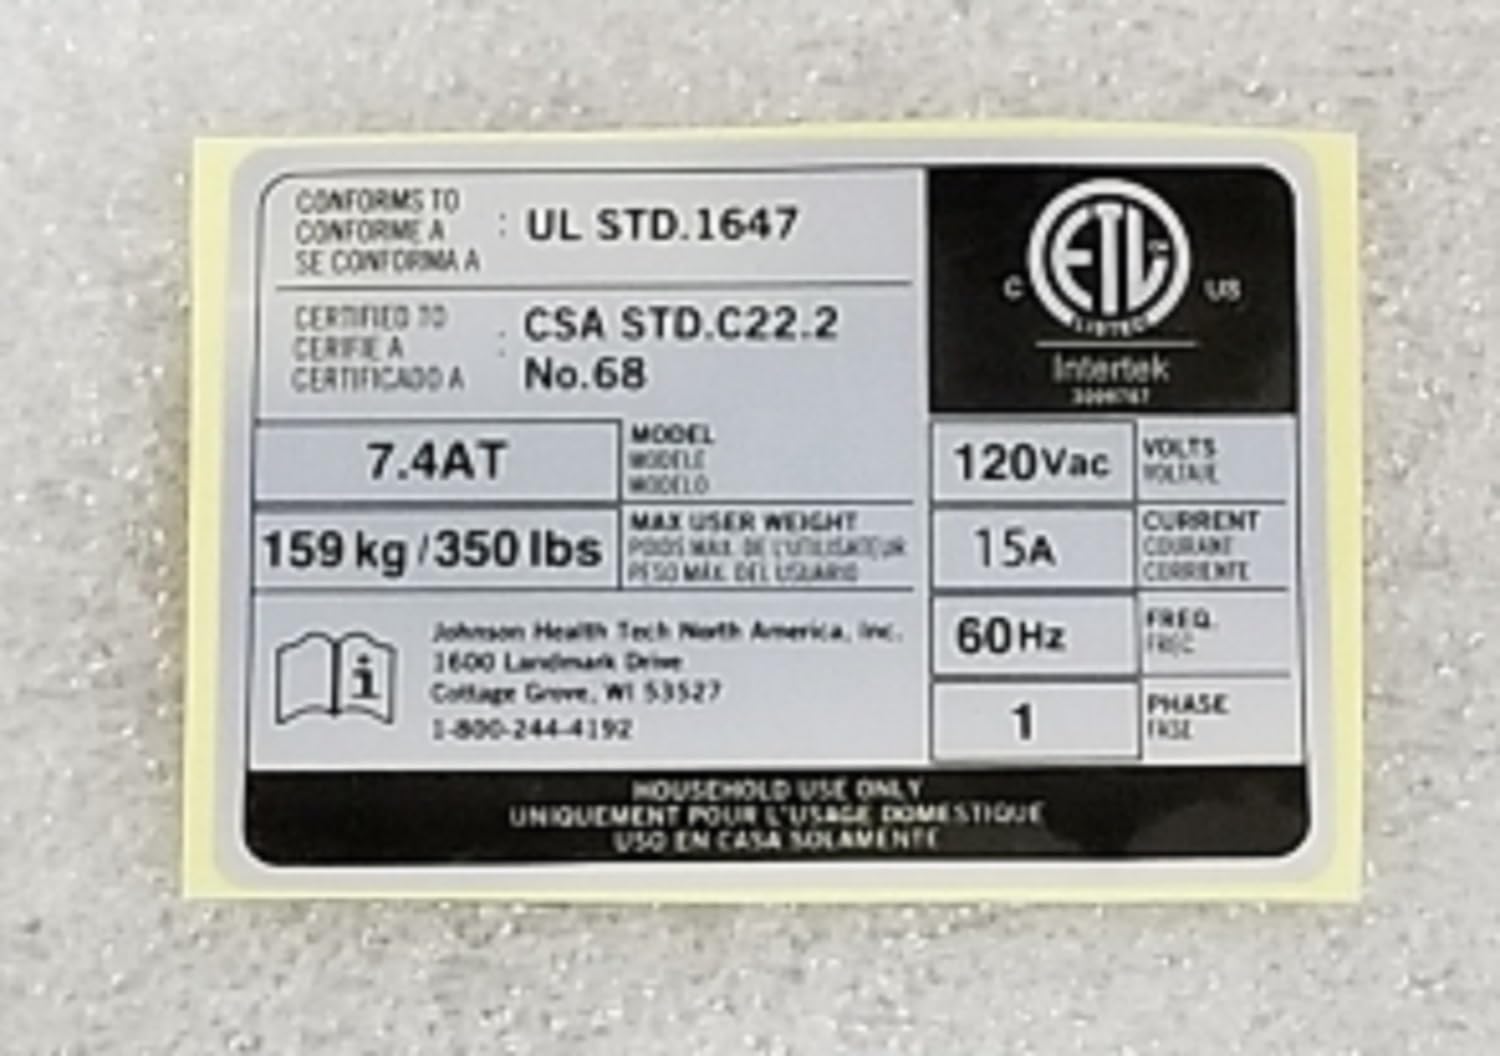 CONFORMS TO
CONFORME A
SE CONFORMA A
: UL STD.1647
CERTIFIED TO
CERIFIE A
CERTIFICADO A
: CSA STD.C22.2
No.68
ETL
LISTED
C
US
Intertek
7.4AT
MODEL
MODELE
MODELO
159 kg / 350 lbs
MAX USER WEIGHT
POIDS MAX. DE L'UTILISATEUR
PESO MÁX. DEL USUARIO
120Vac
VOLTS
VOLTAJE
15A
CURRENT
COURANT
CORRIENTE
60Hz
FREQ.
FREC
1
PHASE
FASE
i
Johnson Health Tech North America, Inc.
1600 Landmark Drive
Cottage Grove, WI 53527
1-800-244-4192
HOUSEHOLD USE ONLY
UNIQUEMENT POUR L'USAGE DOMESTIQUE
USO EN CASA SOLAMENTE